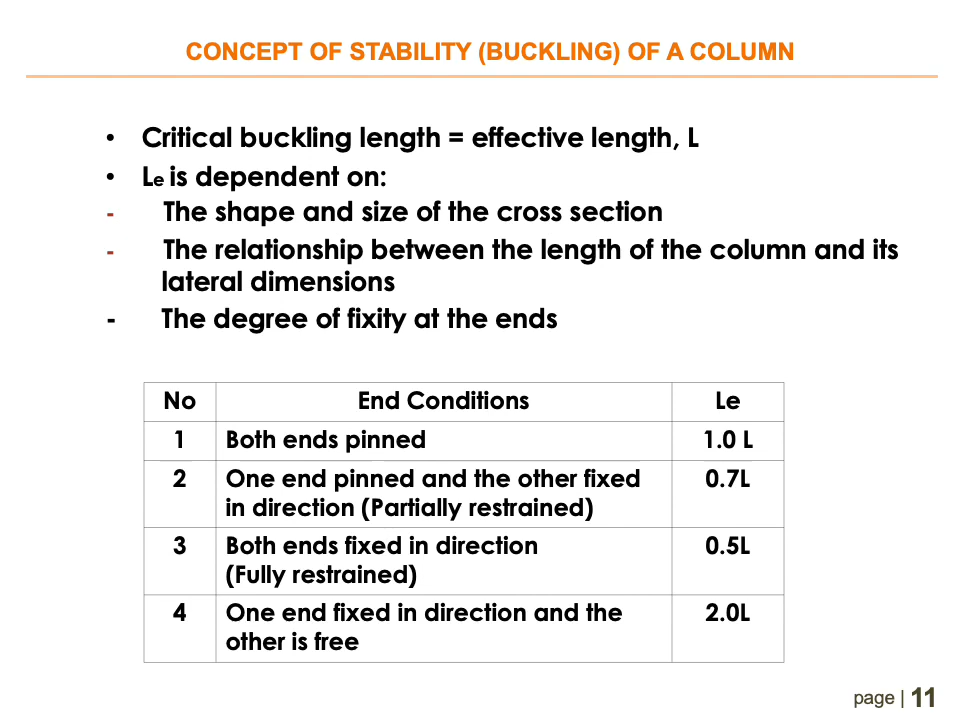 CONCEPT OF STABILITY (BUCKLING) OF A COLUMN
• Critical buckling length = effective length, L
• Le is dependent on:
- The shape and size of the cross section
- The relationship between the length of the column and its
lateral dimensions
- The degree of fixity at the ends
No End Conditions Le
1 Both ends pinned 1.0 L
2 One end pinned and the other fixed 0.7L
in direction (Partially restrained)
3 Both ends fixed in direction 0.5L
(Fully restrained)
4 One end fixed in direction and the 2.0L
other is free
page | 11